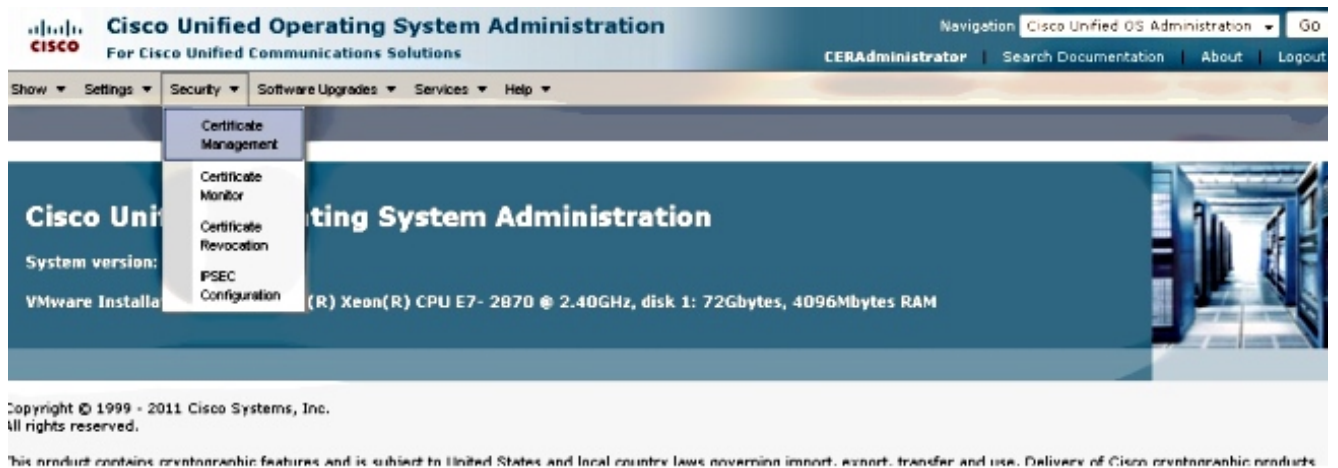 Cisco Unified Operating System Administration
Navigation Cisco Unified OS Administration Go
CISCO
For Cisco Unified Communications Solutions
CERAdministrator | Search Documentation | About | Logout
Show Settings Security Software Upgrades Services Help
Certificate
Management
Certificate
Monitor
Certificate
Revocation
IPSEC
Configuration
Cisco Uni ting System Administration
System version:
VMware Installa (R) Xeon(R) CPU E7- 2870 @ 2.40GHz, disk 1: 72Gbytes, 4096Mbytes RAM
Copyright © 1999 - 2011 Cisco Systems, Inc.
All rights reserved.
This product contains cryptographic features and is subject to United States and local country laws governing import, export, transfer and use. Delivery of Cisco cryptographic products